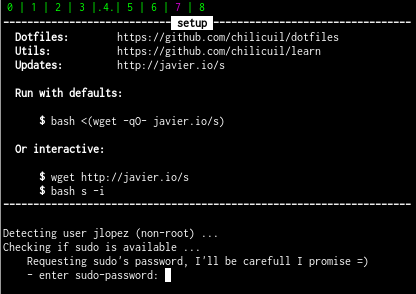 0 | 1 | 2 | 3 |.4.| 5 | 6 | 7 | 8
setup
Dotfiles: https://github.com/chilicuil/dotfiles
Utils: https://github.com/chilicuil/learn
Updates: http://javier.io/s
Run with defaults:
$ bash <(wget -qO- javier.io/s)
Or interactive:
$ wget http://javier.io/s
$ bash s -i
Detecting user jlopez (non-root) ...
Checking if sudo is available ...
Requesting sudo's password, I'll be carefull I promise =)
- enter sudo-password: